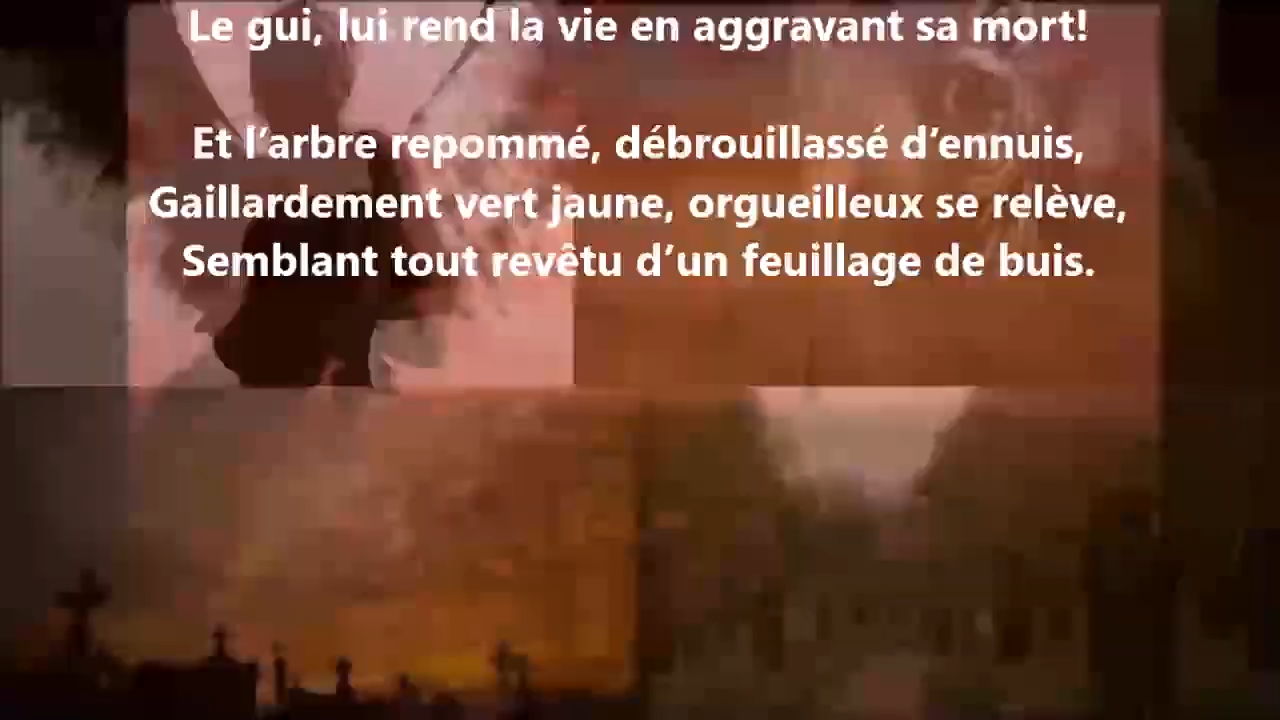 Le gui, lui rend la vie en aggravant sa mort!
Et l’arbre repommé, débrouillassé d’ennuis,
Gaillardement vert jaune, orgueilleux se relève,
Semblant tout revêtu d’un feuillage de buis.